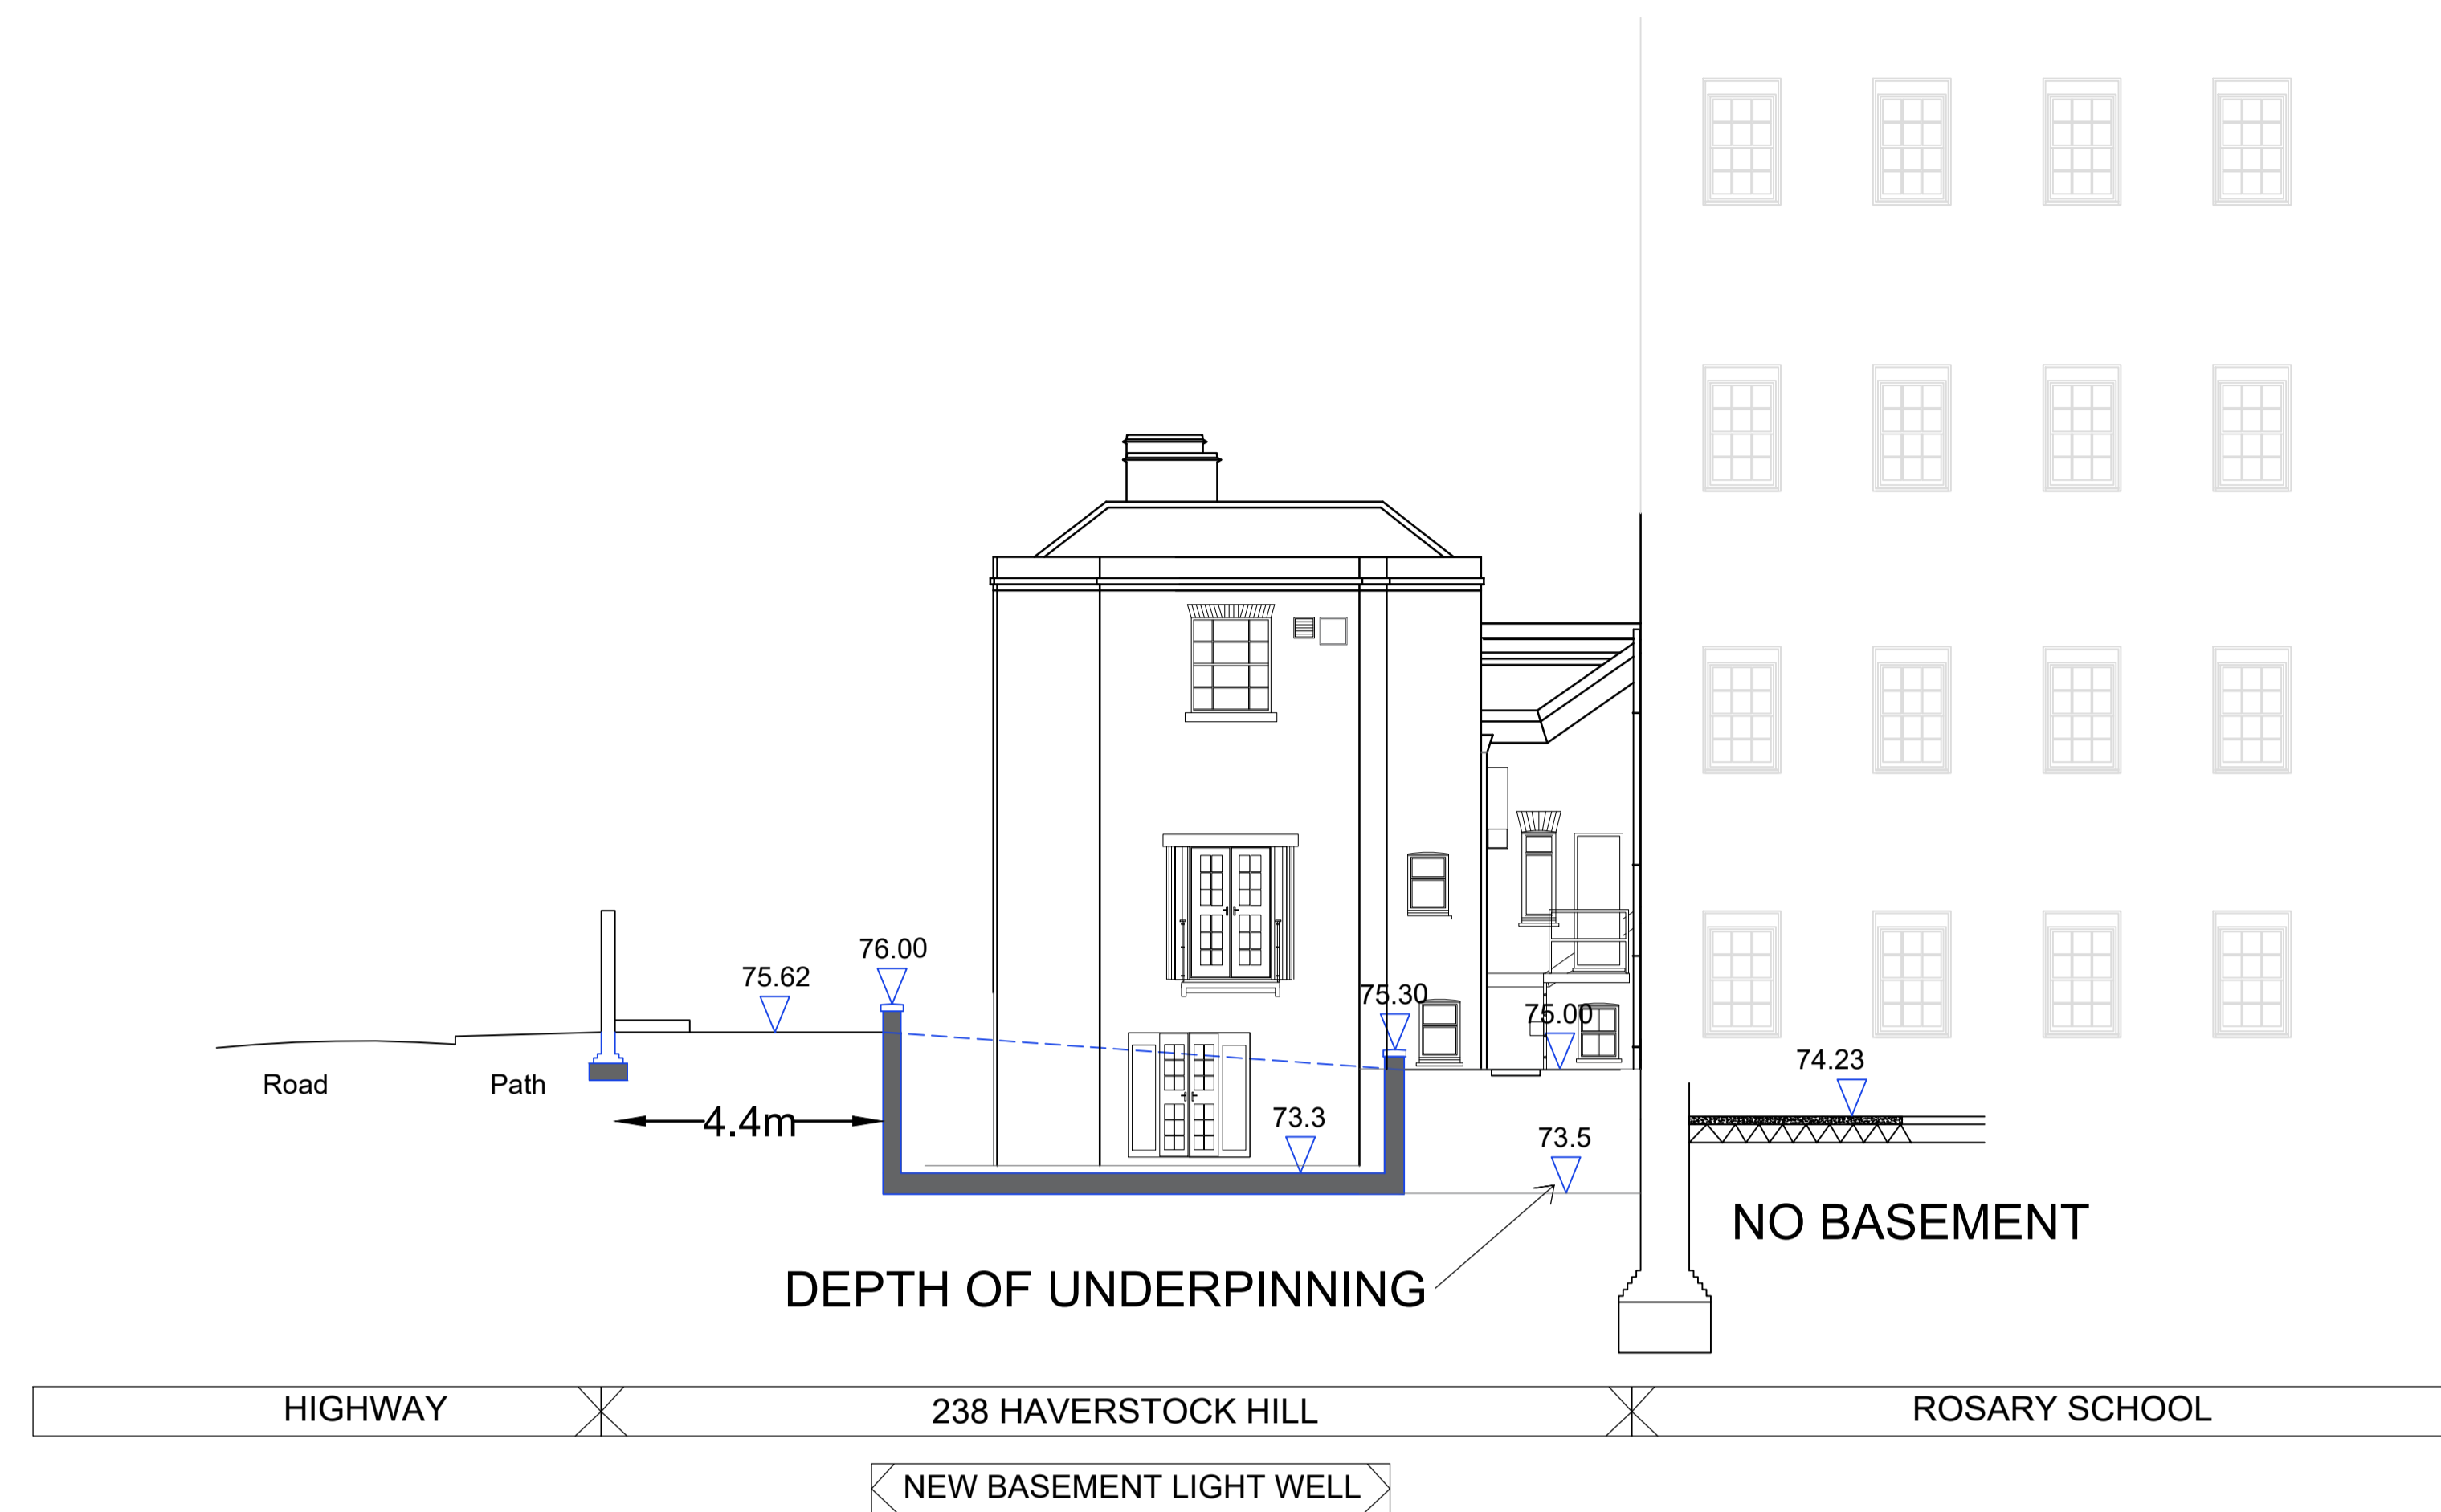 76.00
75.62
75.30
75.00
74.23
Road
Path
4.4m
73.3
73.5
NO BASEMENT
DEPTH OF UNDERPINNING
HIGHWAY
238 HAVERSTOCK HILL
ROSARY SCHOOL
NEW BASEMENT LIGHT WELL